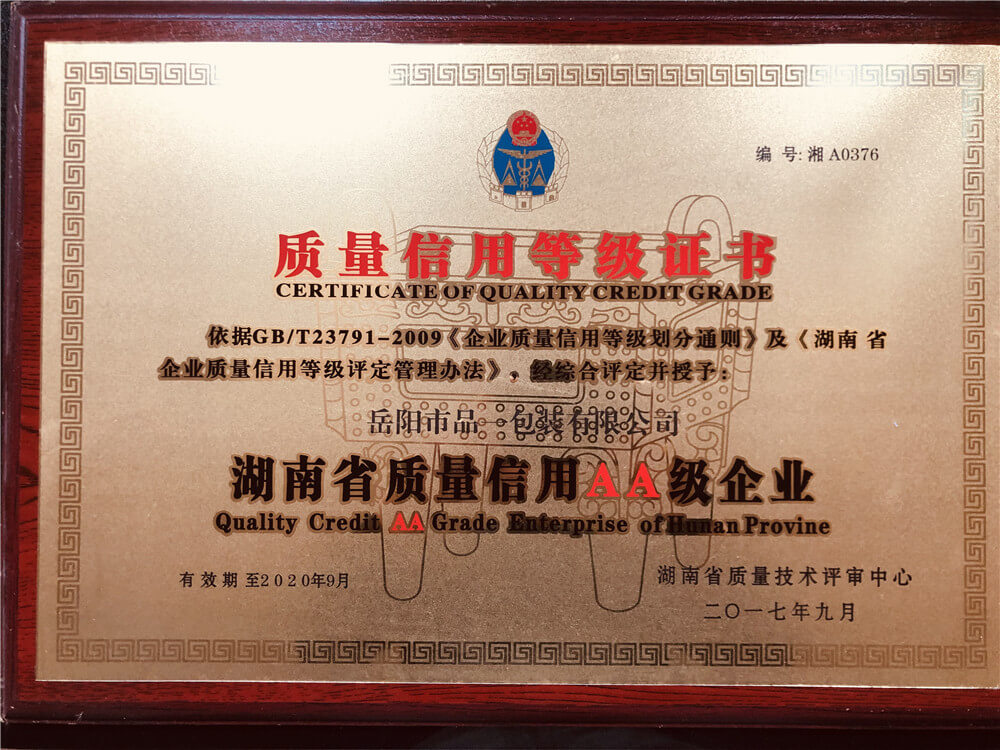 编 号: 湘 A0376
质量信用等级证书
CERTIFICATE OF QUALITY CREDIT GRADE
依据GB/T23791-2009《企业质量信用等级划分通则》及《湖南省
企业质量信用等级评定管理办法》，经综合评定并授予：
岳阳市品一包装有限公司
湖南省质量信用AA级企业
Quality Credit AA Grade Enterprise of Hunan Provine
有效期至2020年9月
湖南省质量技术评审中心
二〇一七年九月